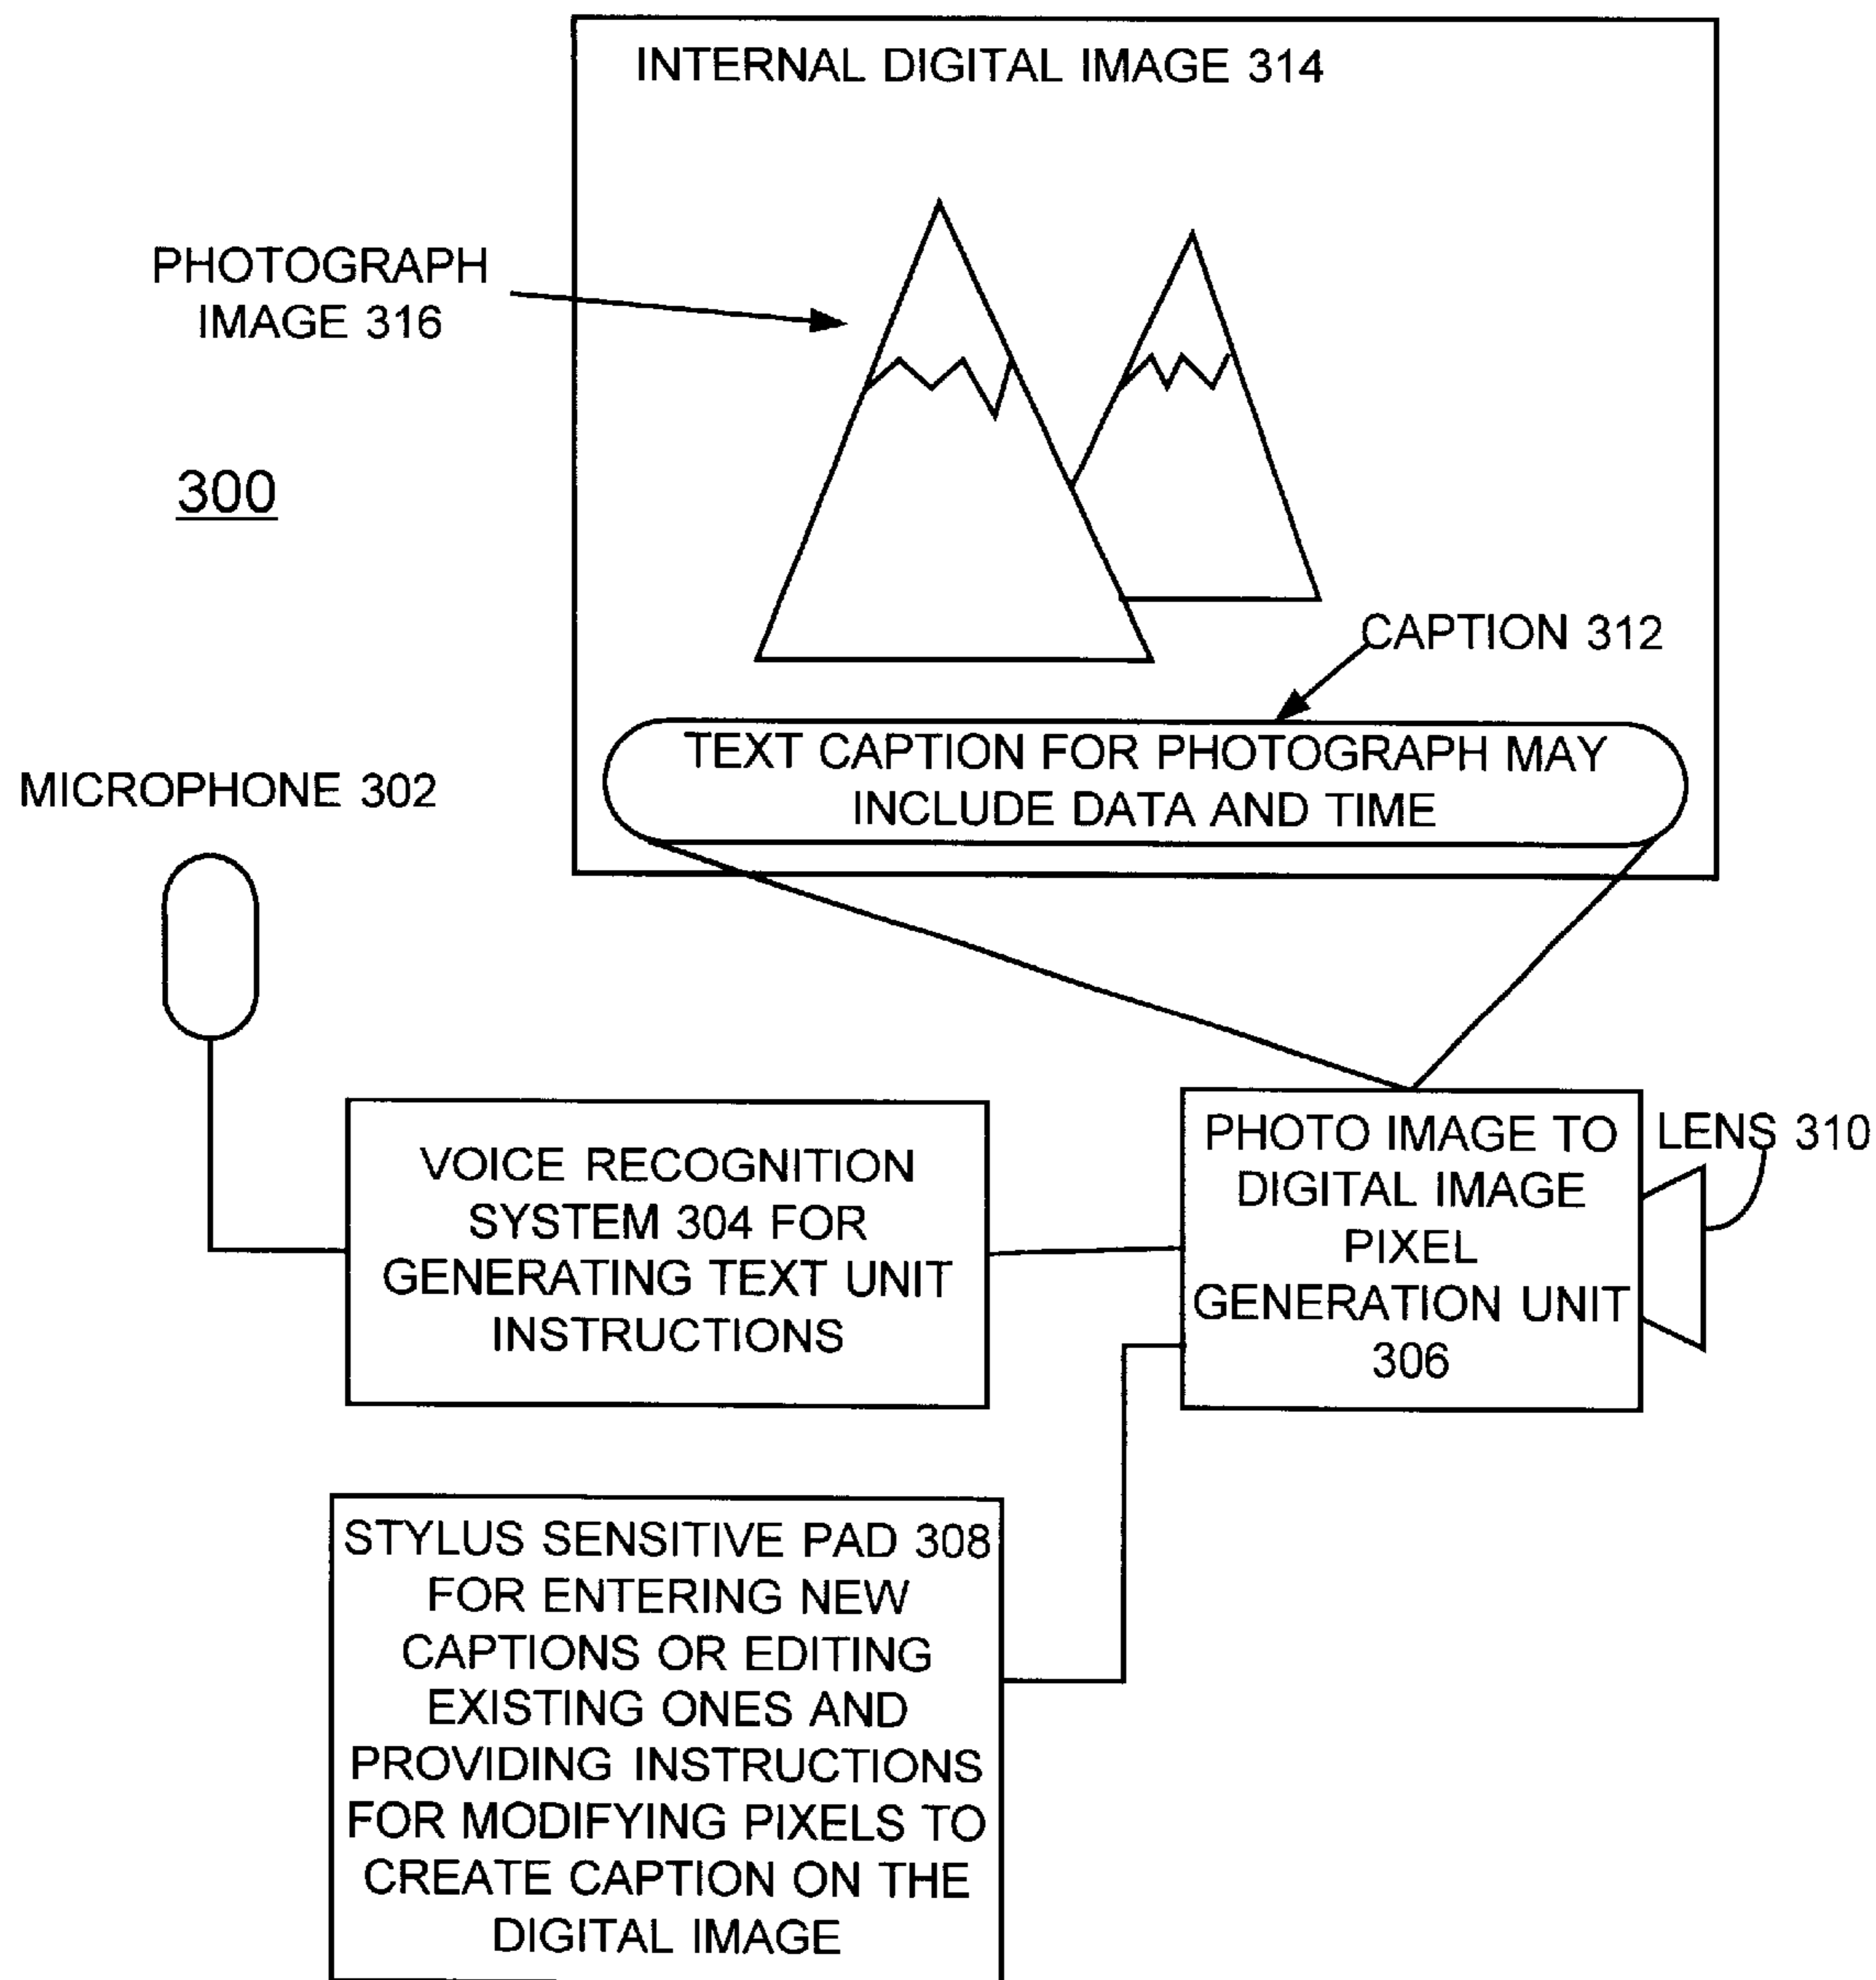 INTERNAL DIGITAL IMAGE 314
PHOTOGRAPH
IMAGE 316
300
CAPTION 312
TEXT CAPTION FOR PHOTOGRAPH MAY
INCLUDE DATA AND TIME
MICROPHONE 302
VOICE RECOGNITION
SYSTEM 304 FOR
GENERATING TEXT UNIT
INSTRUCTIONS
PHOTO IMAGE TO
DIGITAL IMAGE
PIXEL
GENERATION UNIT
306
LENS 310
STYLUS SENSITIVE PAD 308
FOR ENTERING NEW
CAPTIONS OR EDITING
EXISTING ONES AND
PROVIDING INSTRUCTIONS
FOR MODIFYING PIXELS TO
CREATE CAPTION ON THE
DIGITAL IMAGE